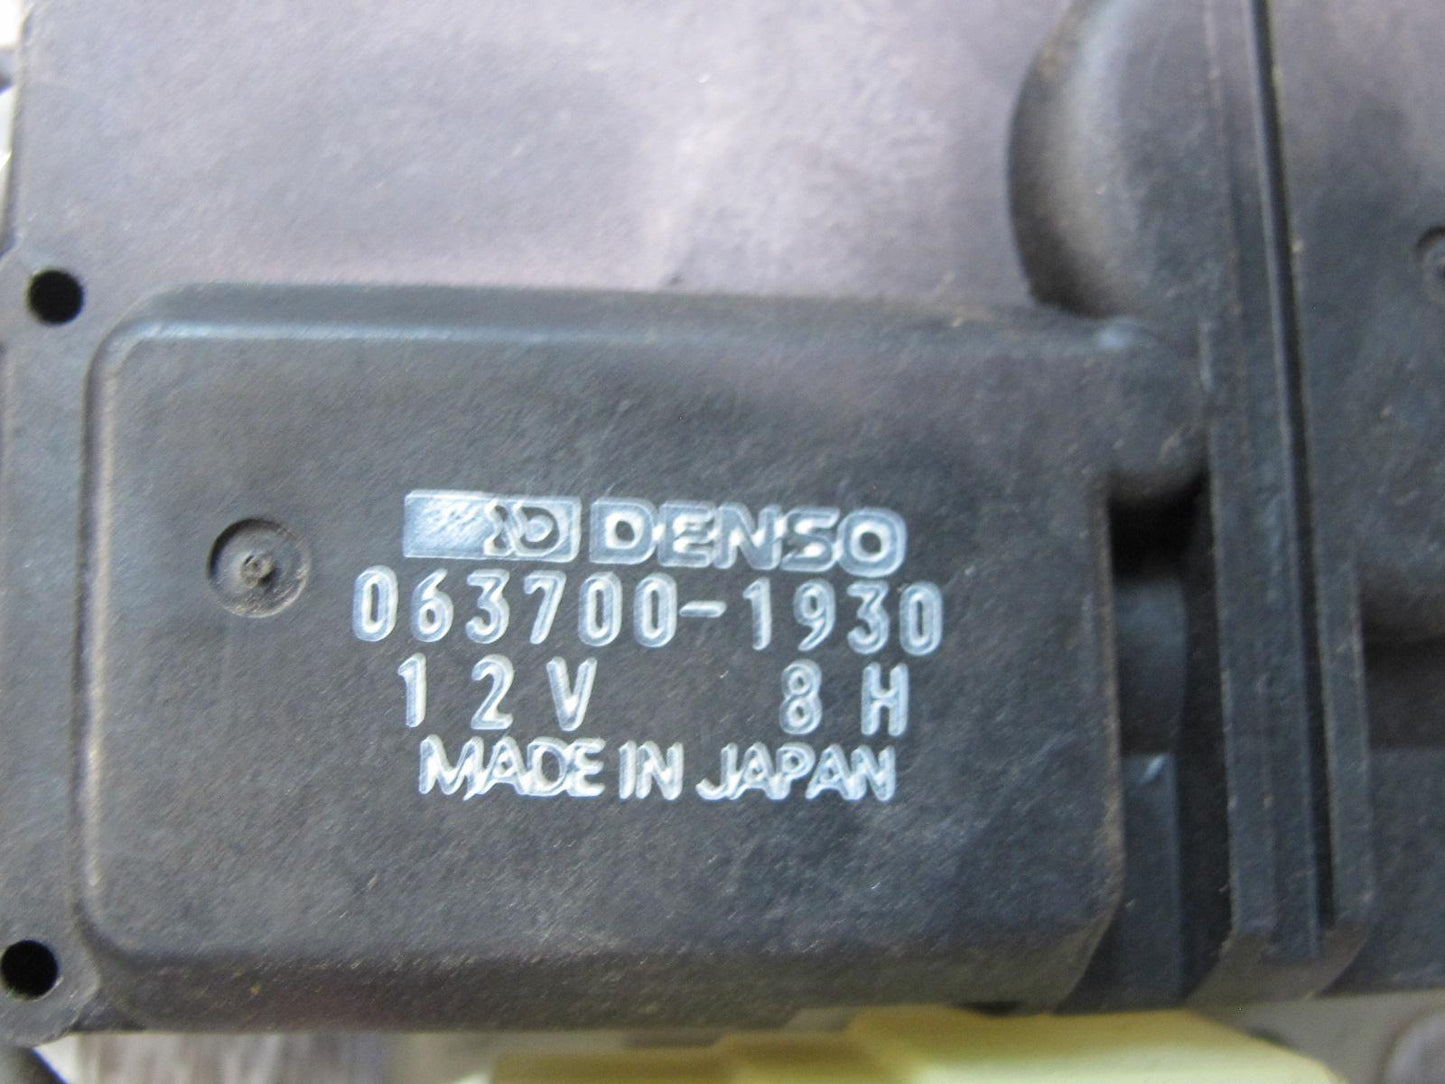 DENSO
063700-1930
12V 8H
MADE IN JAPAN